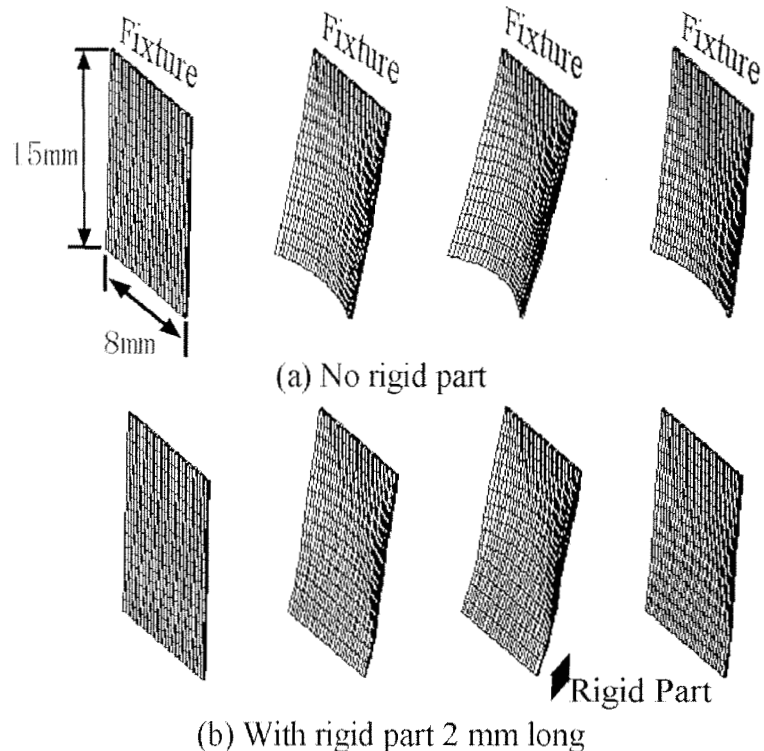 Fixture
Fixture
Fixture
Fixture
15mm
8mm
(a) No rigid part
Rigid Part
(b) With rigid part 2 mm long